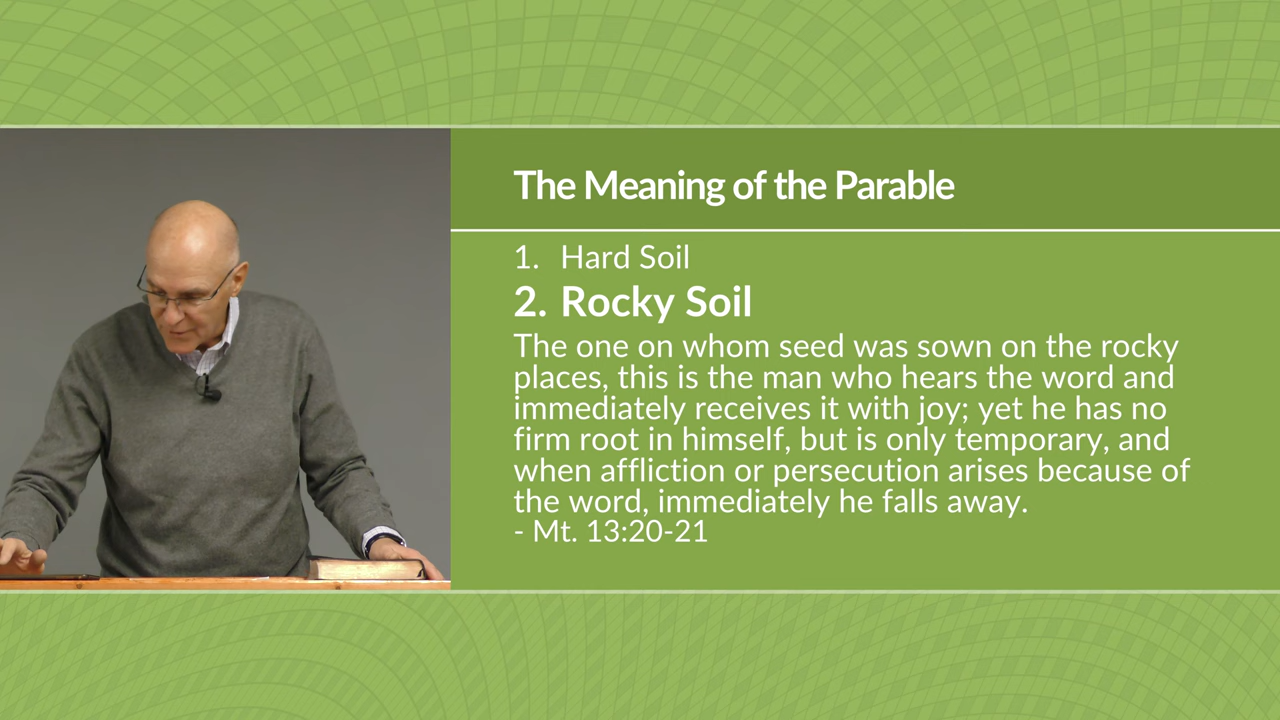 The Meaning of the Parable
1. Hard Soil
2. Rocky Soil
The one on whom seed was sown on the rocky
places, this is the man who hears the word and
immediately receives it with joy; yet he has no
firm root in himself, but is only temporary, and
when affliction or persecution arises because of
the word, immediately he falls away.
- Mt. 13:20-21